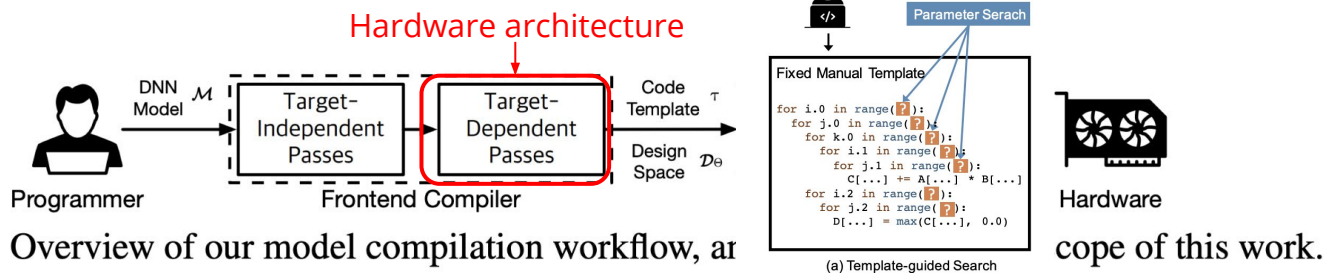 Hardware architecture
DNN
Model ℳ
Target-
Independent
Passes
Target-
Dependent
Passes
Code
Template τ
Design
Space 𝒟Θ
Programmer
Frontend Compiler
</>
Parameter Serach
Fixed Manual Template
for i.0 in range( ? ):
for j.0 in range( ? ):
for k.0 in range( ? ):
for i.1 in range( ? ):
for j.1 in range( ? ):
C[...] += A[...] * B[...]
for i.2 in range( ? ):
for j.2 in range( ? ):
D[...] = max(C[...], 0.0)
(a) Template-guided Search
Hardware
Overview of our model compilation workflow, ar cope of this work.